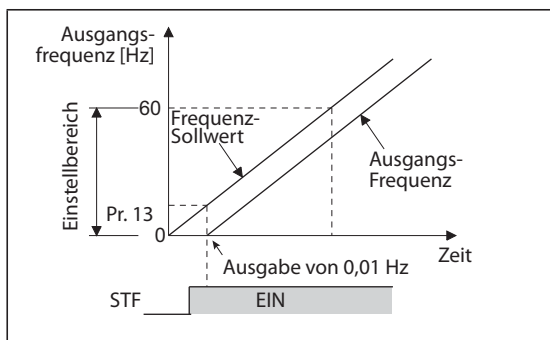 Ausgangs-
frequenz [Hz]
Einstellbereich
60
Frequenz-
Sollwert
Ausgangs-
Frequenz
Pr. 13
0
Zeit
Ausgabe von 0,01 Hz
STF
EIN